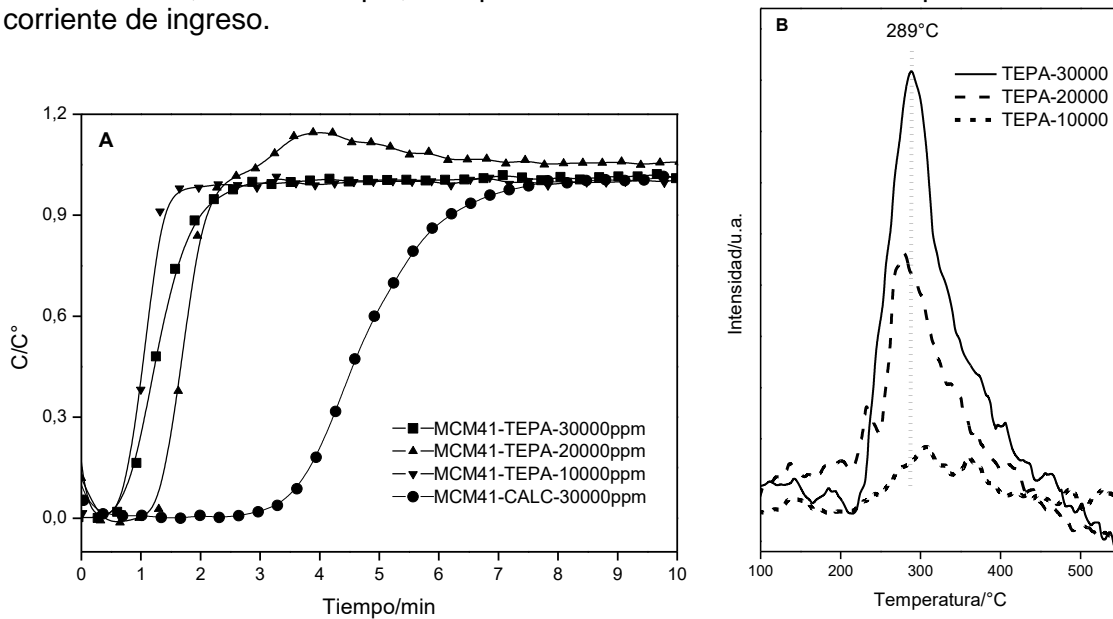 corriente de ingreso.
A
1,2
0,9
0,6
0,3
0,0
C/C°
0 1 2 3 4 5 6 7 8 9 10
Tiempo/min
MCM41-TEPA-30000ppm
MCM41-TEPA-20000ppm
MCM41-TEPA-10000ppm
MCM41-CALC-30000ppm
B
289°C
TEPA-30000
TEPA-20000
TEPA-10000
Intensidad/u.a.
100 200 300 400 500
Temperatura/°C